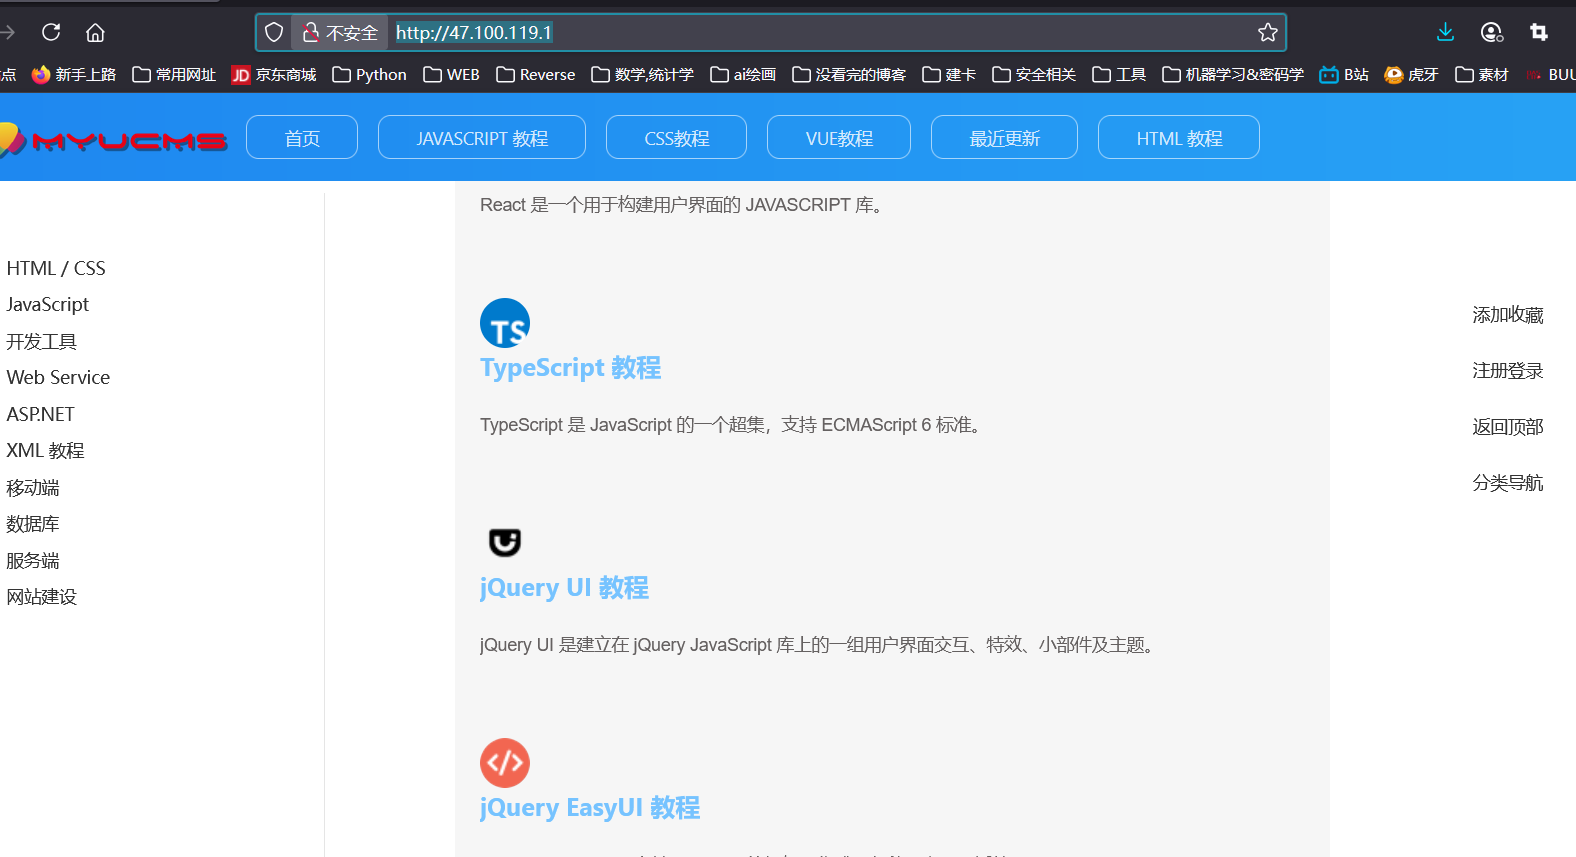 不安全 http://47.100.119.1
点 新手上路 常用网址 JD 京东商城 Python WEB Reverse 数学,统计学 ai绘画 没看完的博客 建卡 安全相关 工具 机器学习&密码学 B站 虎牙 素材 BUU
MYUCMS 首页 JAVASCRIPT 教程 CSS教程 VUE教程 最近更新 HTML 教程
React 是一个用于构建用户界面的 JAVASCRIPT 库。
HTML / CSS
JavaScript
开发工具
Web Service
ASP.NET
XML 教程
移动端
数据库
服务端
网站建设
TS
TypeScript 教程
TypeScript 是 JavaScript 的一个超集，支持 ECMAScript 6 标准。
jQuery UI 教程
jQuery UI 是建立在 jQuery JavaScript 库上的一组用户界面交互、特效、小部件及主题。
</>
jQuery EasyUI 教程
添加收藏
注册登录
返回顶部
分类导航